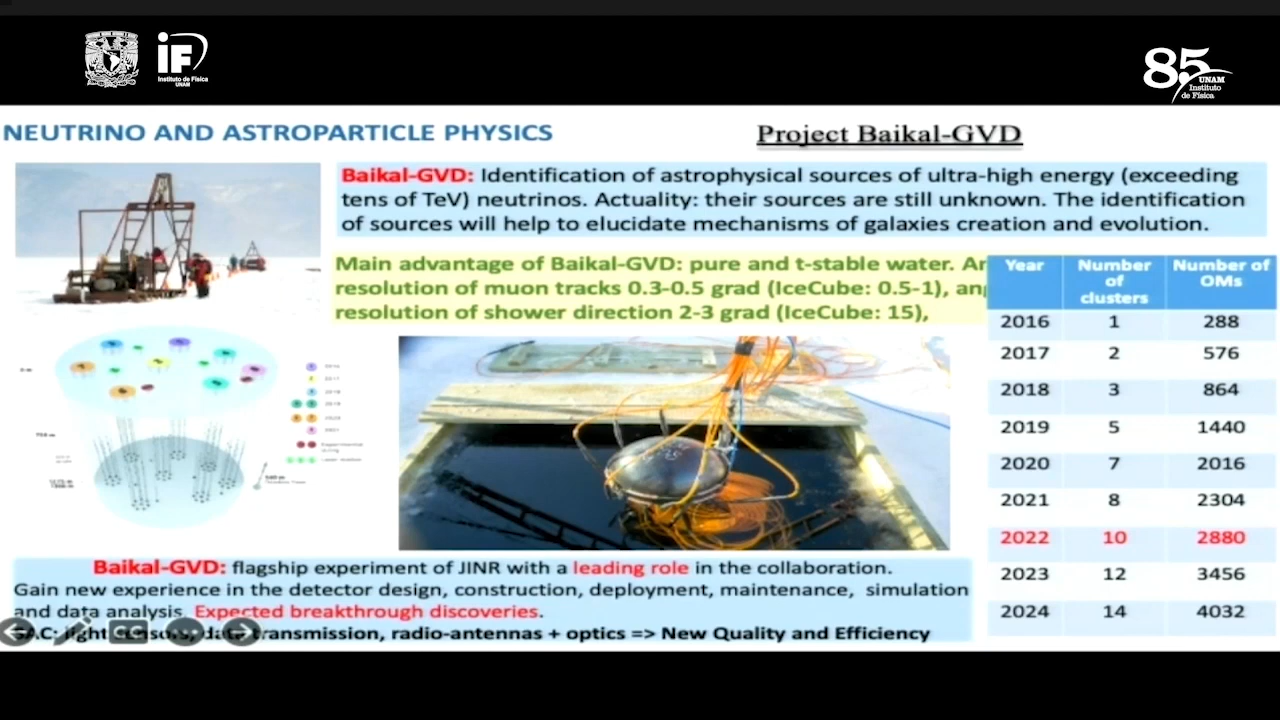 iF
Instituto de Física
UNAM
85
UNAM
Instituto
de Física
NEUTRINO AND ASTROPARTICLE PHYSICS
Project Baikal-GVD
Baikal-GVD: Identification of astrophysical sources of ultra-high energy (exceeding
tens of TeV) neutrinos. Actuality: their sources are still unknown. The identification
of sources will help to elucidate mechanisms of galaxies creation and evolution.
Main advantage of Baikal-GVD: pure and t-stable water.
resolution of muon tracks 0.3-0.5 grad (IceCube: 0.5-1),
resolution of shower direction 2-3 grad (IceCube: 15),
Year Number of clusters Number of OMs
2016 1 288
2017 2 576
2018 3 864
2019 5 1440
2020 7 2016
2021 8 2304
2022 10 2880
2023 12 3456
2024 14 4032
Baikal-GVD: flagship experiment of JINR with a leading role in the collaboration.
Gain new experience in the detector design, construction, deployment, maintenance, simulation
and data analysis. Expected breakthrough discoveries.
transmission, radio-antennas + optics => New Quality and Efficiency